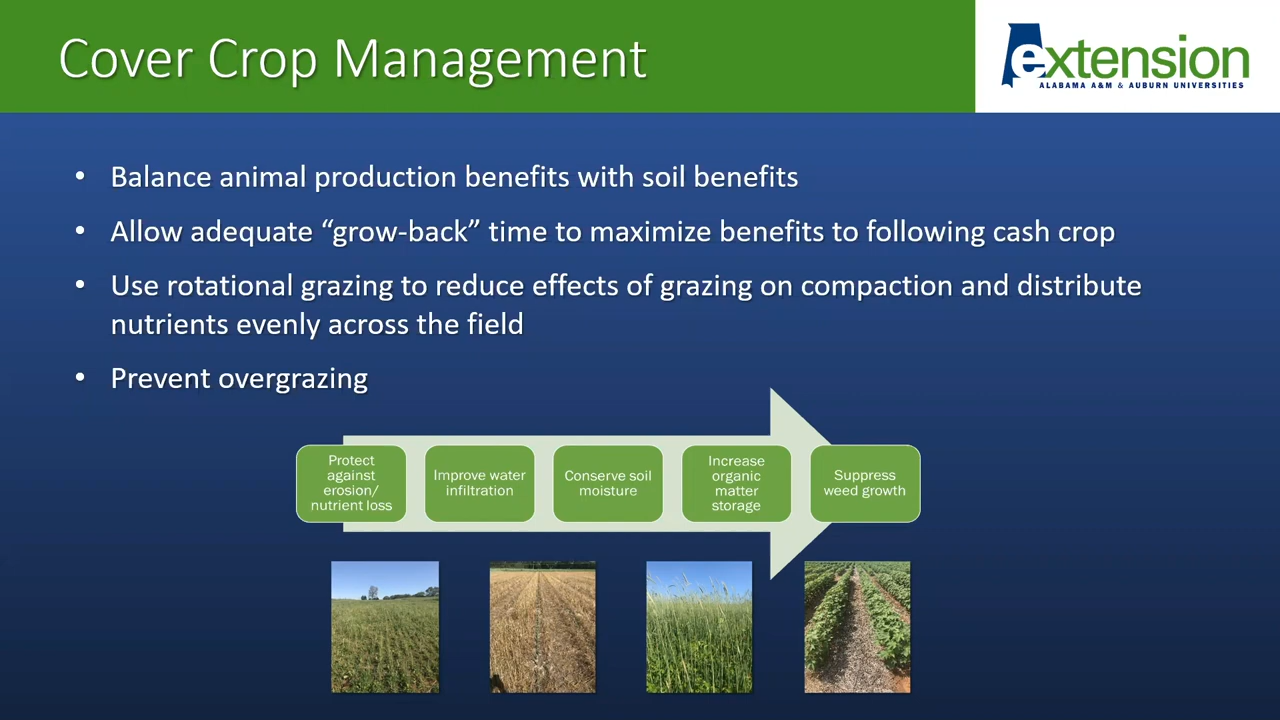 Cover Crop Management
extension
ALABAMA A&M & AUBURN UNIVERSITIES
• Balance animal production benefits with soil benefits
• Allow adequate “grow-back” time to maximize benefits to following cash crop
• Use rotational grazing to reduce effects of grazing on compaction and distribute
nutrients evenly across the field
• Prevent overgrazing
Protect
against
erosion/
nutrient loss
Improve water
infiltration
Conserve soil
moisture
Increase
organic
matter
storage
Suppress
weed growth